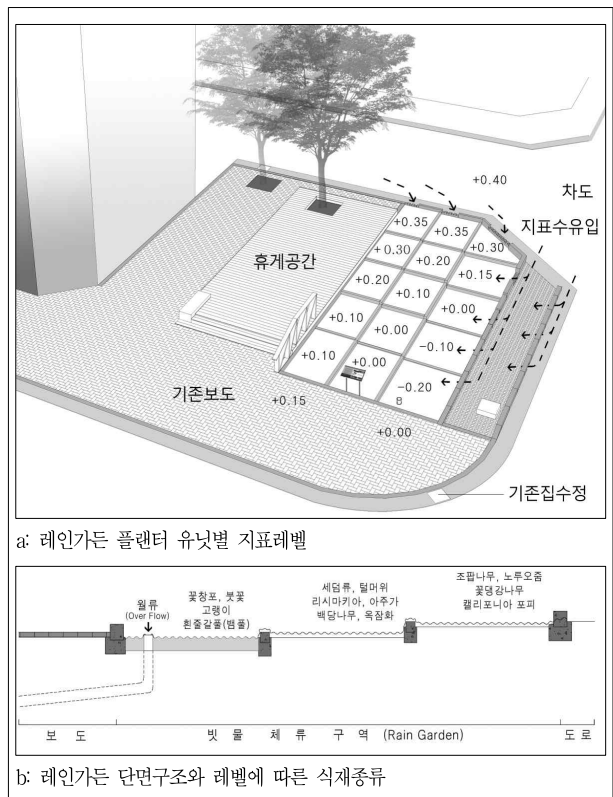 +0.40
차도
지표수유입
+0.35
+0.35
+0.30
+0.30
+0.20
+0.15
휴게공간
+0.20
+0.10
+0.00
+0.10
+0.00
-0.10
+0.10
+0.00
-0.20
8
기존보도
+0.15
+0.00
기존집수정
a: 레인가든 플랜터 유닛별 지표레벨
월류
(Over Flow)
꽃창포, 붓꽃
고랭이
흰줄갈풀(뱀풀)
세덤류, 털머위
리시마키아, 아주가
백당나무, 옥잠화
조팝나무, 노루오줌
꽃댕강나무
캘리포니아 포피
보 도
빗 물 체 류 구 역 (Rain Garden)
도 로
b: 레인가든 단면구조와 레벨에 따른 식재종류